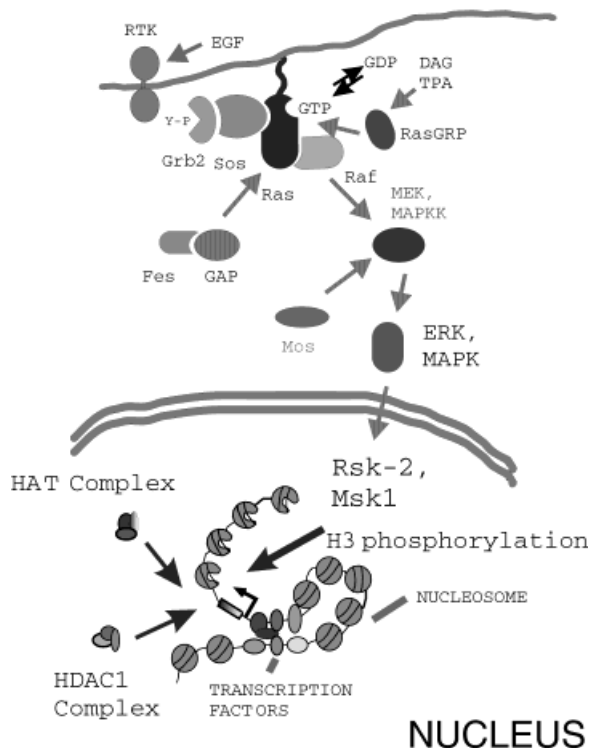 RTK
EGF
GDP
DAG
TPA
GTP
Y-P
RasGRP
Grb2
Sos
Ras
Raf
MEK,
MAPKK
Fes
GAP
Mos
ERK,
MAPK
Rsk-2,
Msk1
HAT Complex
H3 phosphorylation
NUCLEOSOME
HDAC1
Complex
TRANSCRIPTION
FACTORS
NUCLEUS